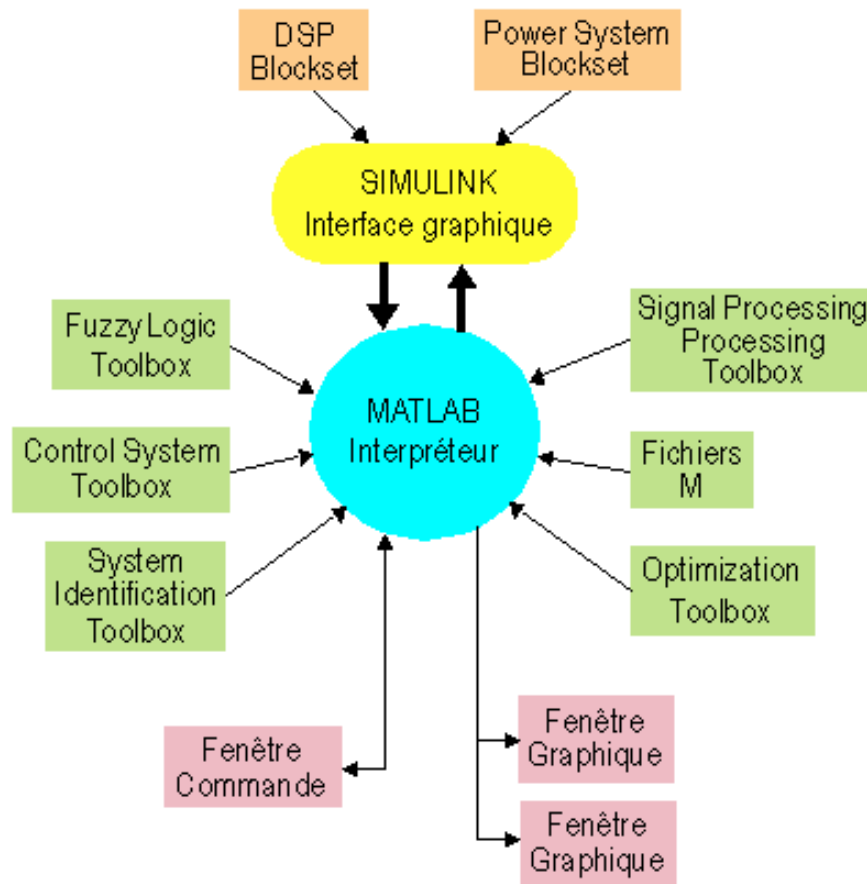 DSP
Blockset
Power System
Blockset
SIMULINK
Interface graphique
Fuzzy Logic
Toolbox
Signal Processing
Processing
Toolbox
MATLAB
Interpréteur
Control System
Toolbox
Fichiers
M
System
Identification
Toolbox
Optimization
Toolbox
Fenêtre
Commande
Fenêtre
Graphique
Fenêtre
Graphique